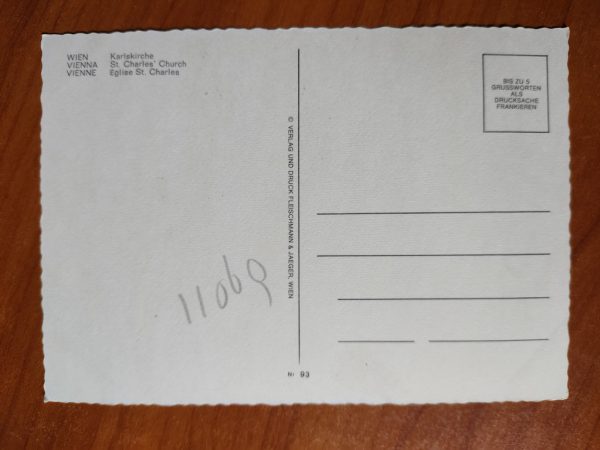 WIEN Karlskirche
VIENNA St. Charles' Church
VIENNE Eglise St. Charles
BIS ZU 5
GRUSSWORTEN
ALS
DRUCKSACHE
FRANKIEREN
© VERLAG UND DRUCK FLEISCHMANN & JAEGER, WIEN
11069
Nr 93